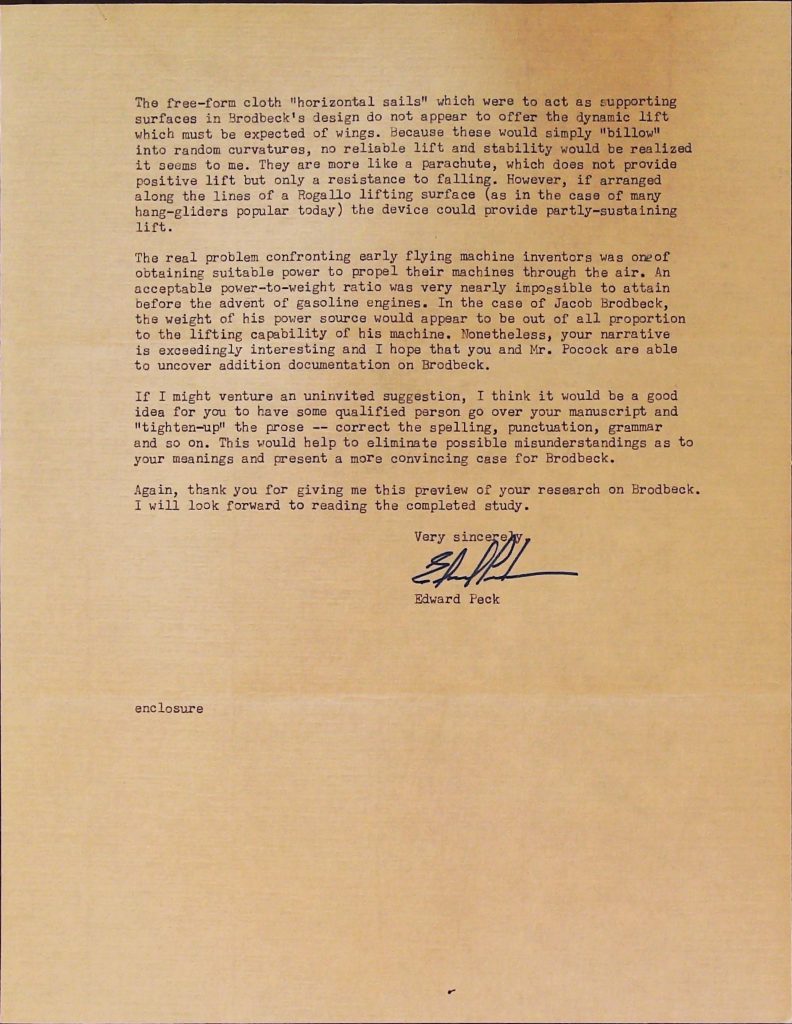 The free-form cloth "horizontal sails" which were to act as supporting
surfaces in Brodbeck's design do not appear to offer the dynamic lift
which must be expected of wings. Because these would simply "billow"
into random curvatures, no reliable lift and stability would be realized
it seems to me. They are more like a parachute, which does not provide
positive lift but only a resistance to falling. However, if arranged
along the lines of a Rogallo lifting surface (as in the case of many
hang-gliders popular today) the device could provide partly-sustaining
lift.
The real problem confronting early flying machine inventors was one of
obtaining suitable power to propel their machines through the air. An
acceptable power-to-weight ratio was very nearly impossible to attain
before the advent of gasoline engines. In the case of Jacob Brodbeck,
the weight of his power source would appear to be out of all proportion
to the lifting capability of his machine. Nonetheless, your narrative
is exceedingly interesting and I hope that you and Mr. Pocock are able
to uncover addition documentation on Brodbeck.
If I might venture an uninvited suggestion, I think it would be a good
idea for you to have some qualified person go over your manuscript and
"tighten-up" the prose -- correct the spelling, punctuation, grammar
and so on. This would help to eliminate possible misunderstandings as to
your meanings and present a more convincing case for Brodbeck.
Again, thank you for giving me this preview of your research on Brodbeck.
I will look forward to reading the completed study.
Very sincerely,
Edward Peck
enclosure